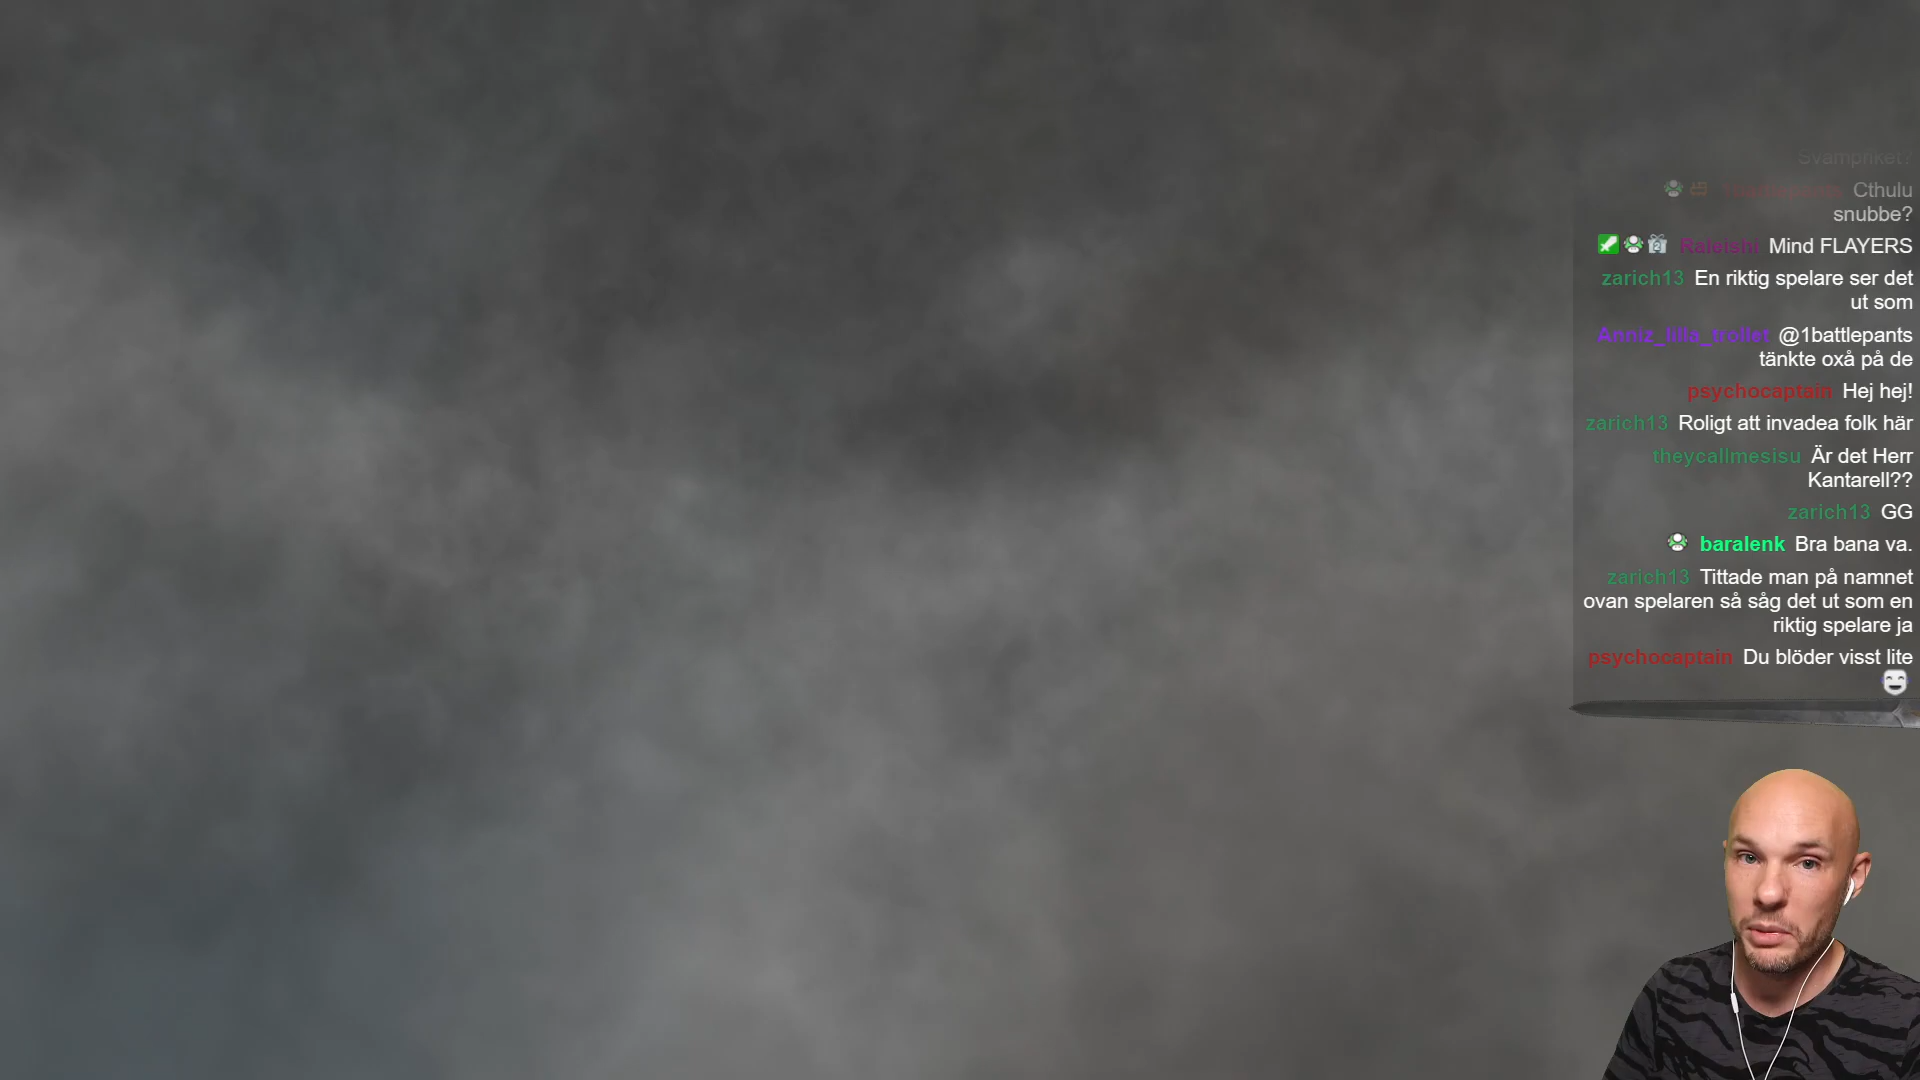 Svampriket?
Cthulu
snubbe?
Raleishi Mind FLAYERS
zarich13 En riktig spelare ser det
ut som
Anniz_lilla_trollet @1battlepants
tänkte oxå på de
psychocaptain Hej hej!
zarich13 Roligt att invadea folk här
theycallmesisu Är det Herr
Kantarell??
zarich13 GG
baralenk Bra bana va.
zarich13 Tittade man på namnet
ovan spelaren så såg det ut som en
riktig spelare ja
psychocaptain Du blöder visst lite